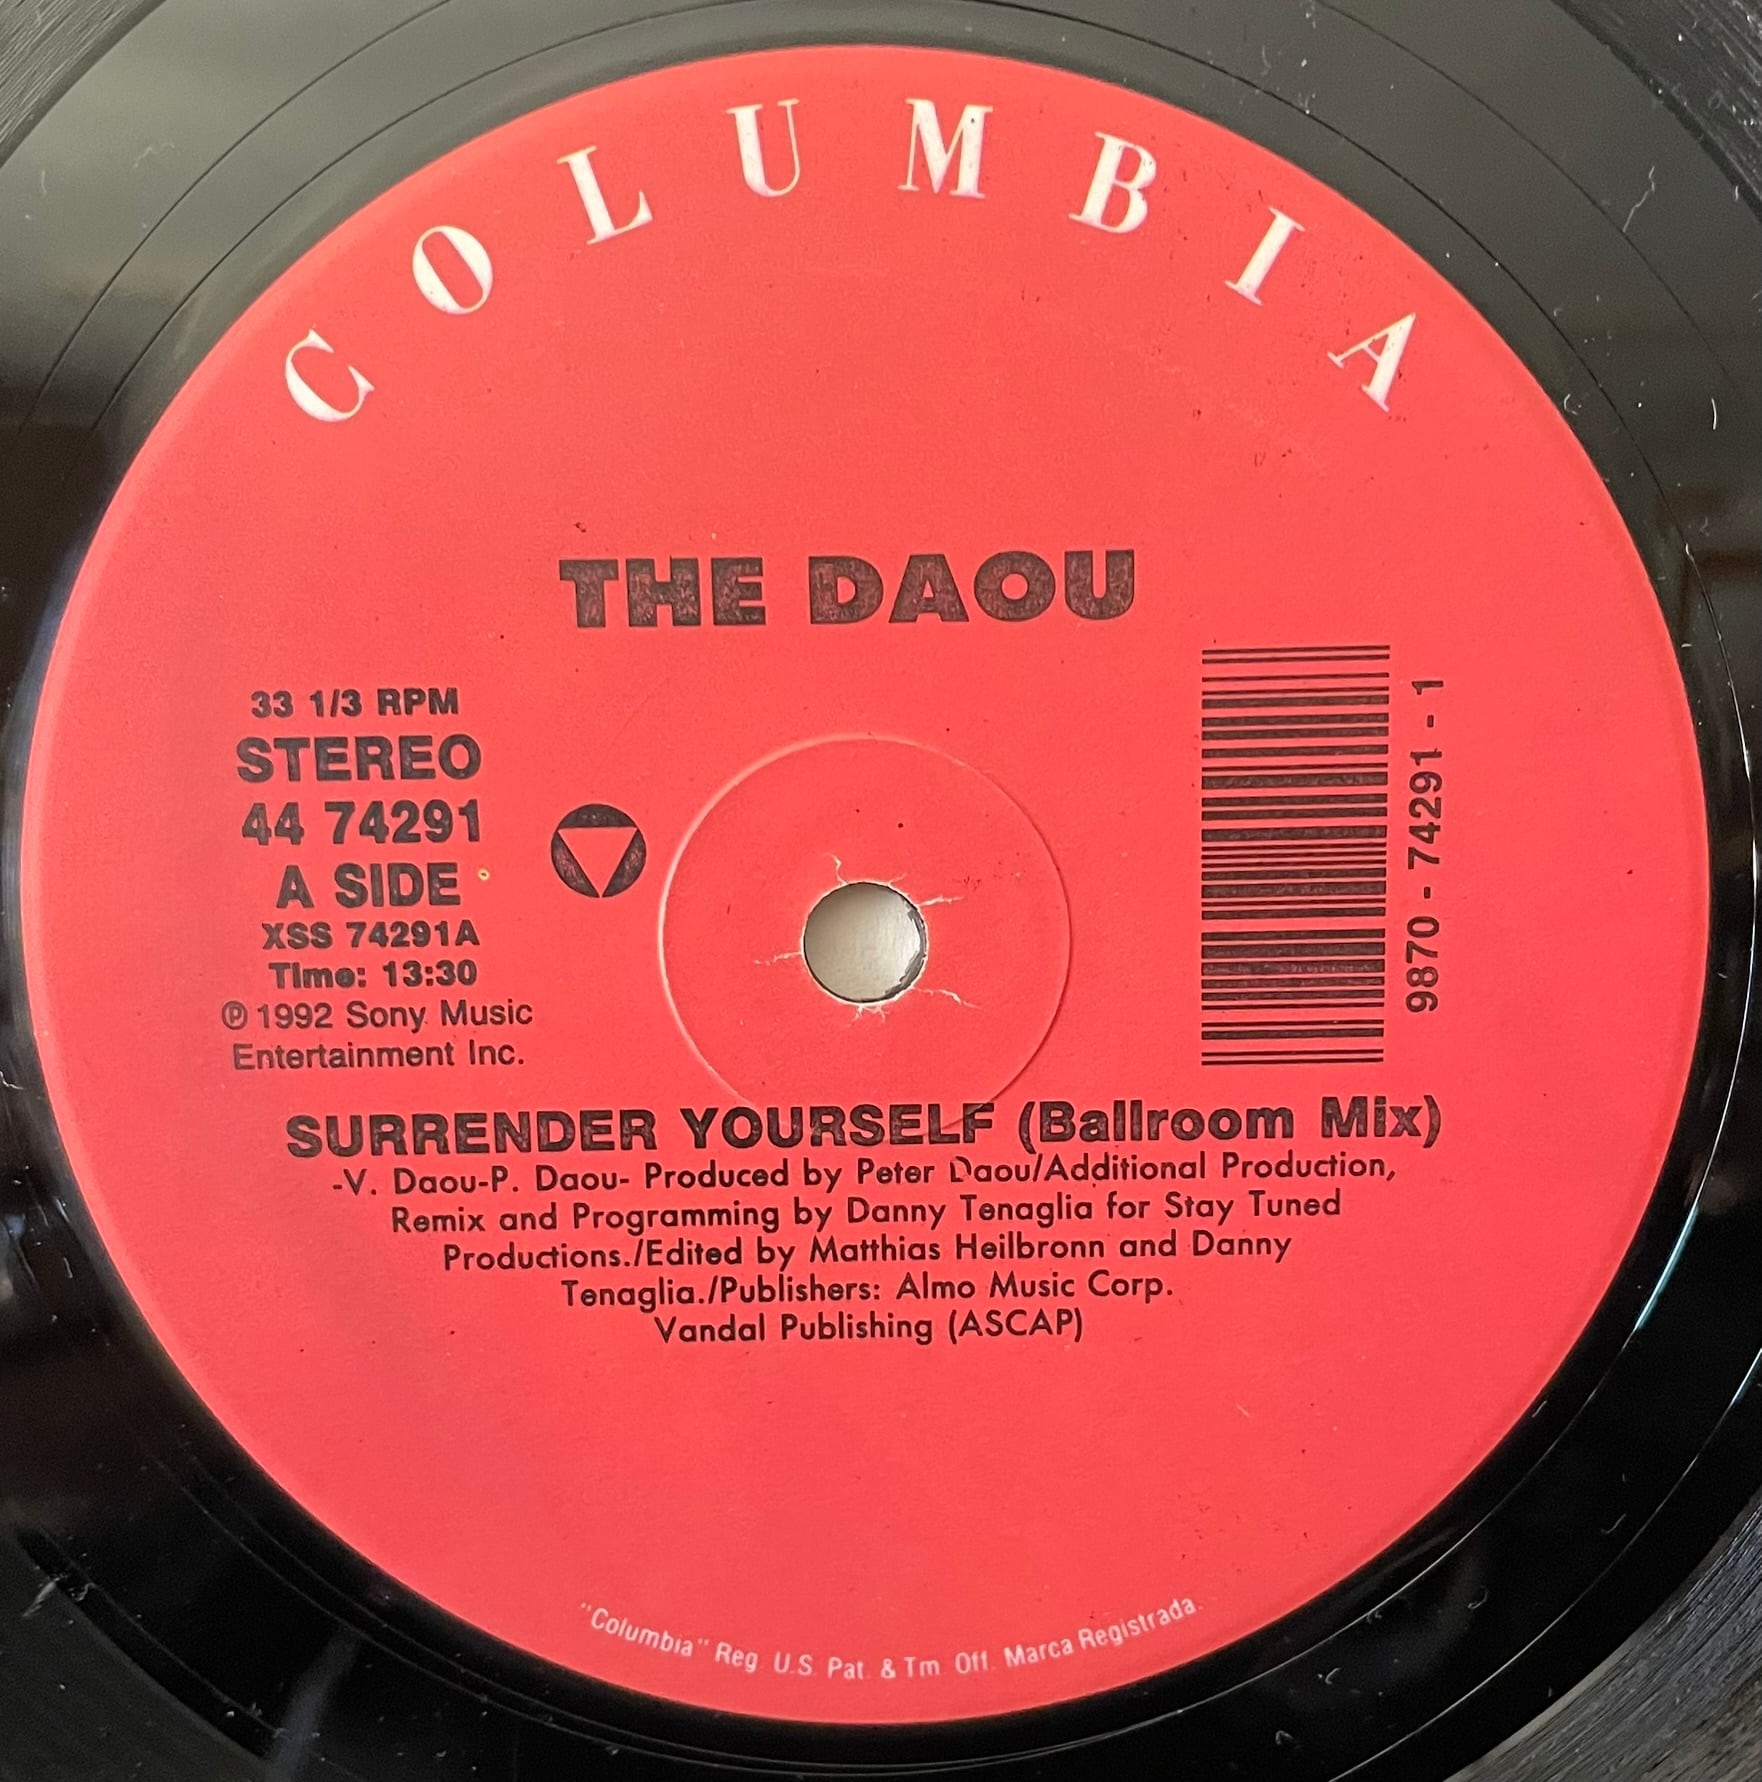 COLUMBIA
THE DAOU
33 1/3 RPM
STEREO
44 74291
A SIDE
XSS 74291A
Time: 13:30
℗ 1992 Sony Music
Entertainment Inc.
9870 - 74291 - 1
SURRENDER YOURSELF (Ballroom Mix)
-V. Daou-P. Daou- Produced by Peter Daou/Additional Production,
Remix and Programming by Danny Tenaglia for Stay Tuned
Productions./Edited by Matthias Heilbronn and Danny
Tenaglia./Publishers: Almo Music Corp.
Vandal Publishing (ASCAP)
"Columbia" Reg. U.S. Pat. & Tm. Off. Marca Registrada.